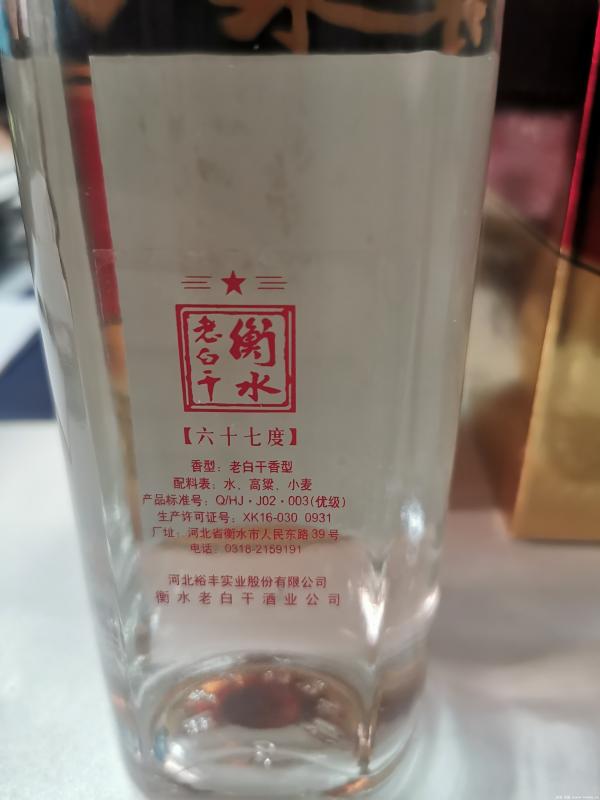 衡水
老白干
【六十七度】
香型：老白干香型
配料表：水、高粱、小麦
产品标准号：Q/HJ·J02·003(优级)
生产许可证号：XK16-030 0931
厂址：河北省衡水市人民东路39号
电话：0318-2159191
河北裕丰实业股份有限公司
衡水老白干酒业公司